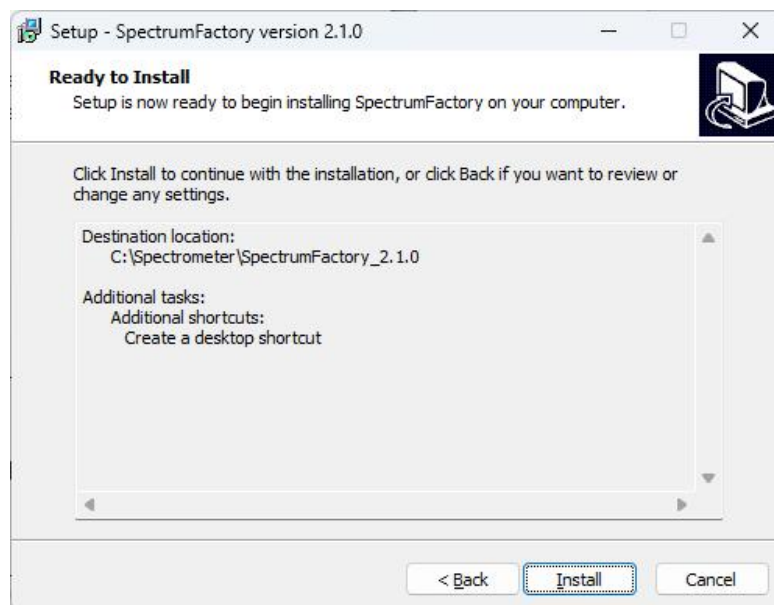 Setup - SpectrumFactory version 2.1.0
Ready to Install
Setup is now ready to begin installing SpectrumFactory on your computer.
Click Install to continue with the installation, or click Back if you want to review or
change any settings.
Destination location:
C:\Spectrometer\SpectrumFactory_2.1.0
Additional tasks:
Additional shortcuts:
Create a desktop shortcut
< Back
Install
Cancel